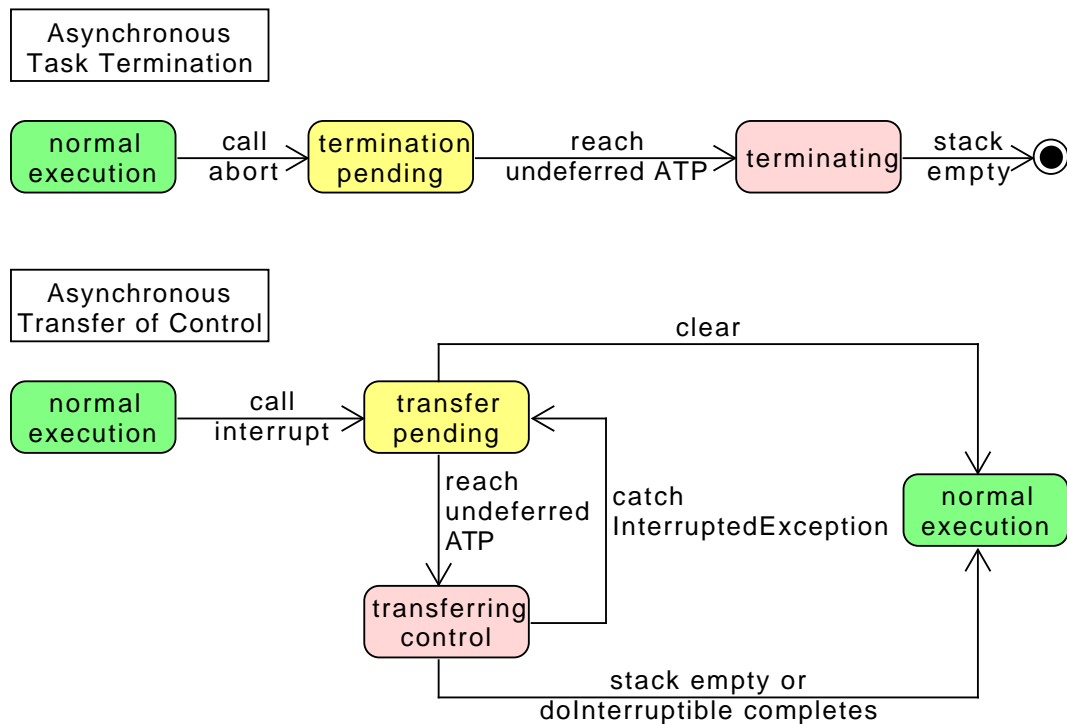 Asynchronous
Task Termination
normal
execution
call
abort
termination
pending
reach
undeferred ATP
terminating
stack
empty
Asynchronous
Transfer of Control
clear
normal
execution
call
interrupt
transfer
pending
reach
undeferred
ATP
catch
InterruptedException
normal
execution
transferring
control
stack empty or
doInterruptible completes